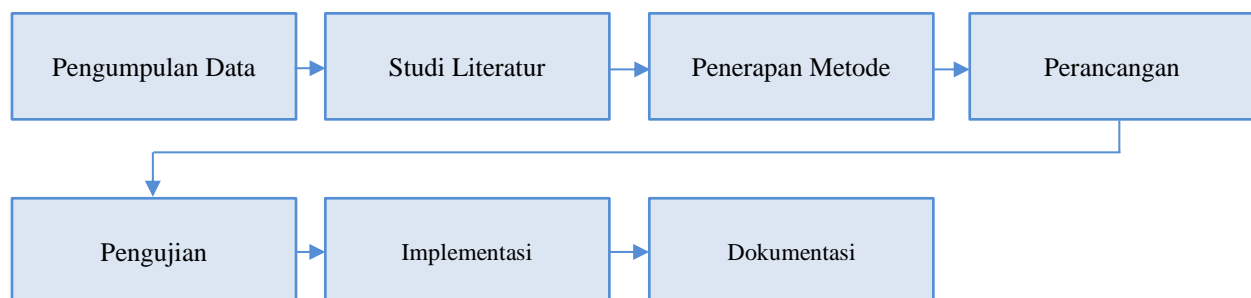 Pengumpulan Data
Studi Literatur
Penerapan Metode
Perancangan
Pengujian
Implementasi
Dokumentasi